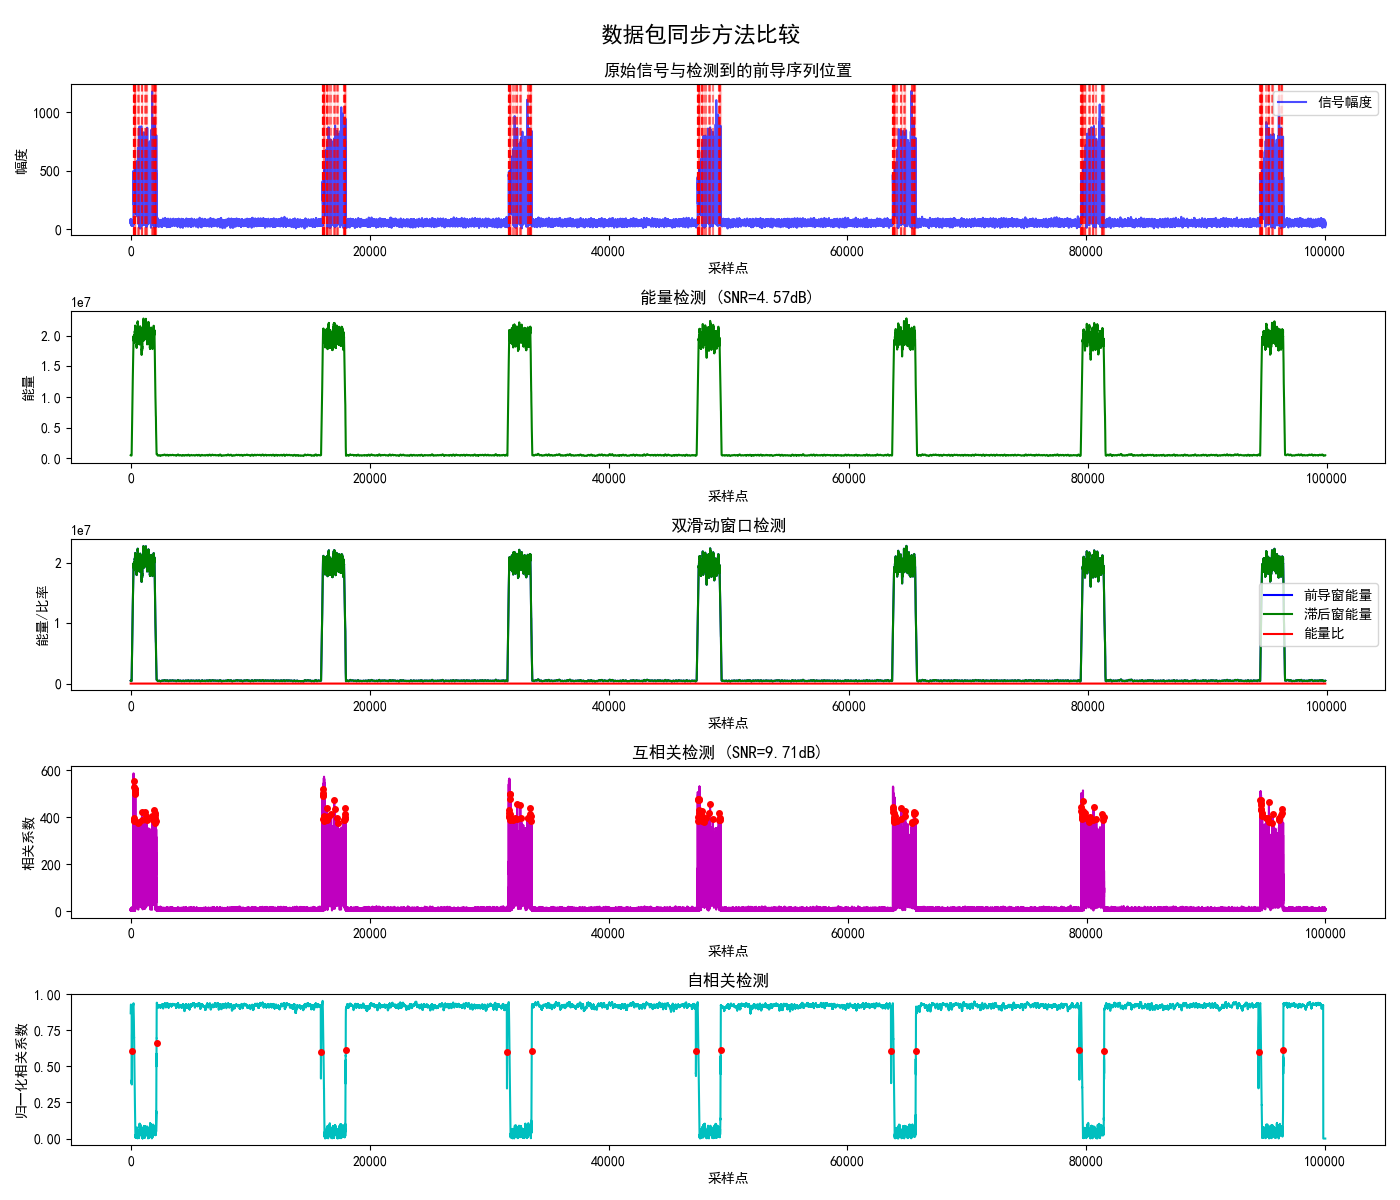 数据包同步方法比较
原始信号与检测到的前导序列位置
信号幅度
幅度
1000
500
0
0 20000 40000 60000 80000 100000
采样点
能量检测 (SNR=4.57dB)
1e7
能量
2.0
1.5
1.0
0.5
0.0
0 20000 40000 60000 80000 100000
采样点
双滑动窗口检测
1e7
能量/比率
2
1
0
前导窗能量
滞后窗能量
能量比
0 20000 40000 60000 80000 100000
采样点
互相关检测 (SNR=9.71dB)
相关系数
600
400
200
0
0 20000 40000 60000 80000 100000
采样点
自相关检测
归一化相关系数
1.00
0.75
0.50
0.25
0.00
0 20000 40000 60000 80000 100000
采样点